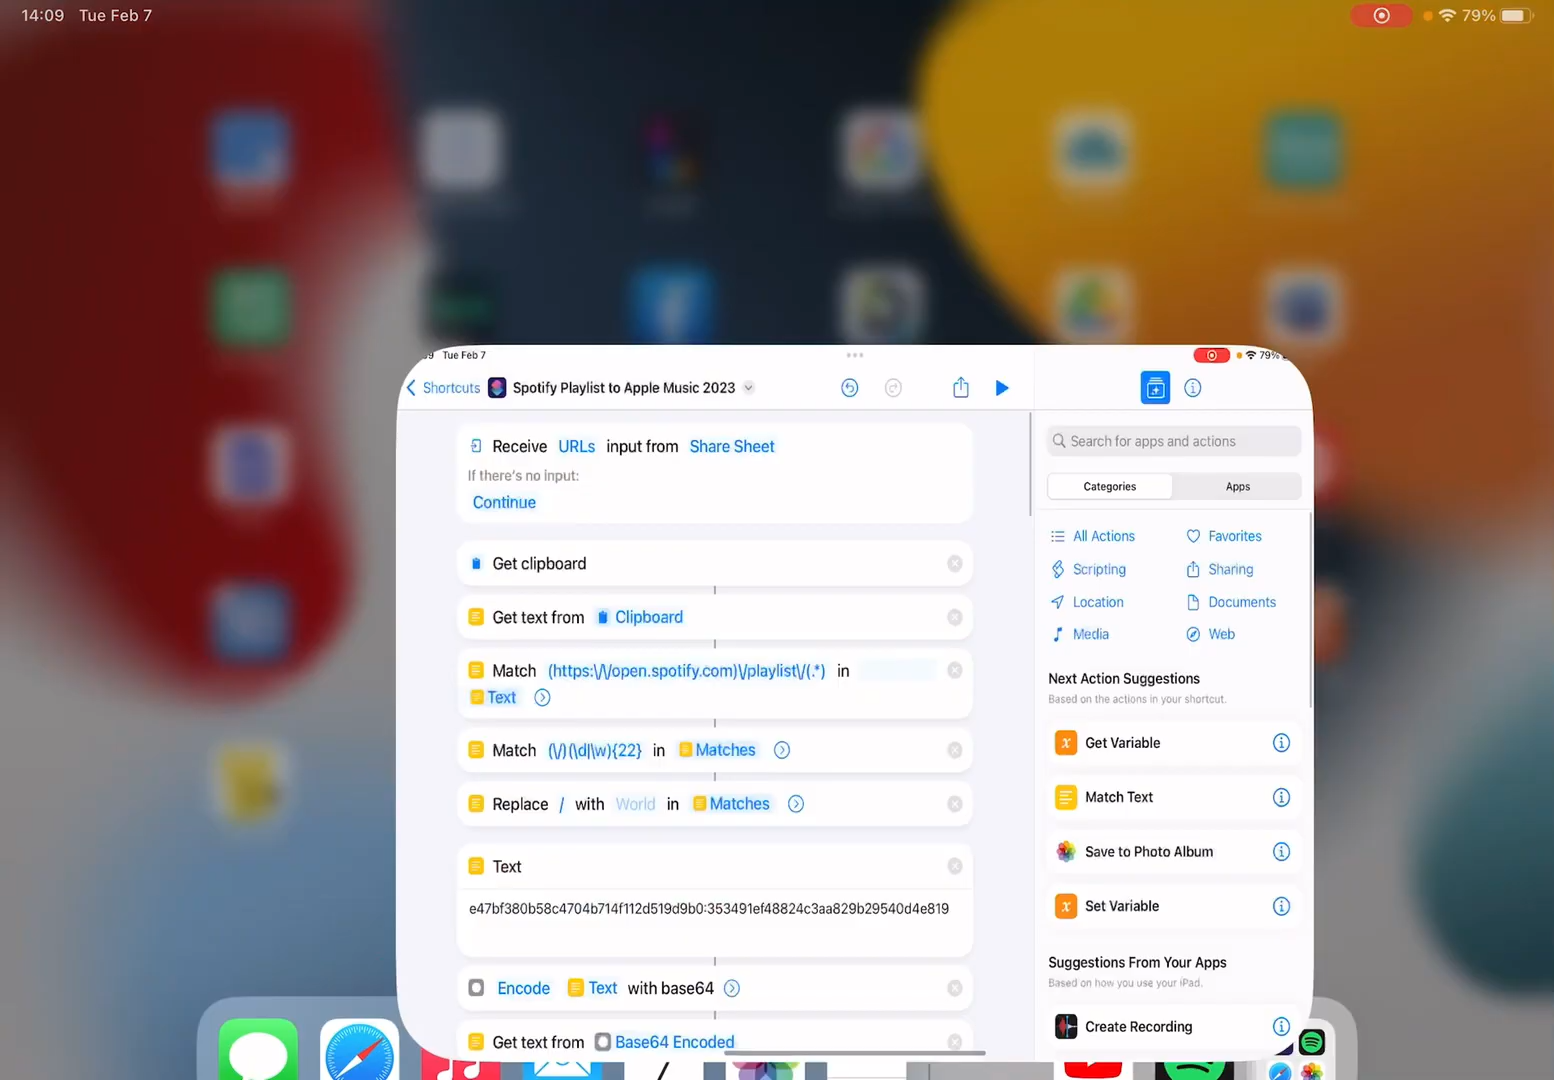 14:09 Tue Feb 7
79%
Tue Feb 7
79%
Shortcuts Spotify Playlist to Apple Music 2023
Receive URLs input from Share Sheet
If there's no input:
Continue
Get clipboard
Get text from Clipboard
Match (https:\/\/open.spotify.com)\/playlist\/(.*) in
Text
Match (\/)(\d|\w){22} in Matches
Replace / with World in Matches
Text
e47bf380b58c4704b714f112d519d9b0:353491ef48824c3aa829b29540d4e819
Encode Text with base64
Get text from Base64 Encoded
Search for apps and actions
Categories Apps
All Actions Favorites
Scripting Sharing
Location Documents
Media Web
Next Action Suggestions
Based on the actions in your shortcut.
Get Variable
Match Text
Save to Photo Album
Set Variable
Suggestions From Your Apps
Based on how you use your iPad.
Create Recording